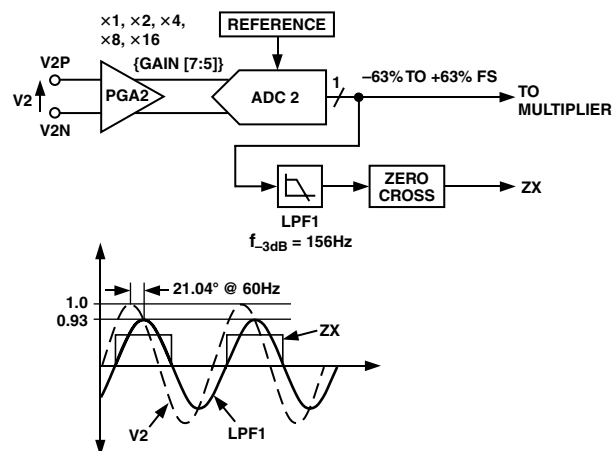 ×1, ×2, ×4,
×8, ×16
REFERENCE
{GAIN [7:5]}
V2P
V2
V2N
PGA2
ADC 2
1
–63% TO +63% FS
TO
MULTIPLIER
LPF1
f–3dB = 156Hz
ZERO
CROSS
ZX
21.04° @ 60Hz
1.0
0.93
ZX
V2
LPF1